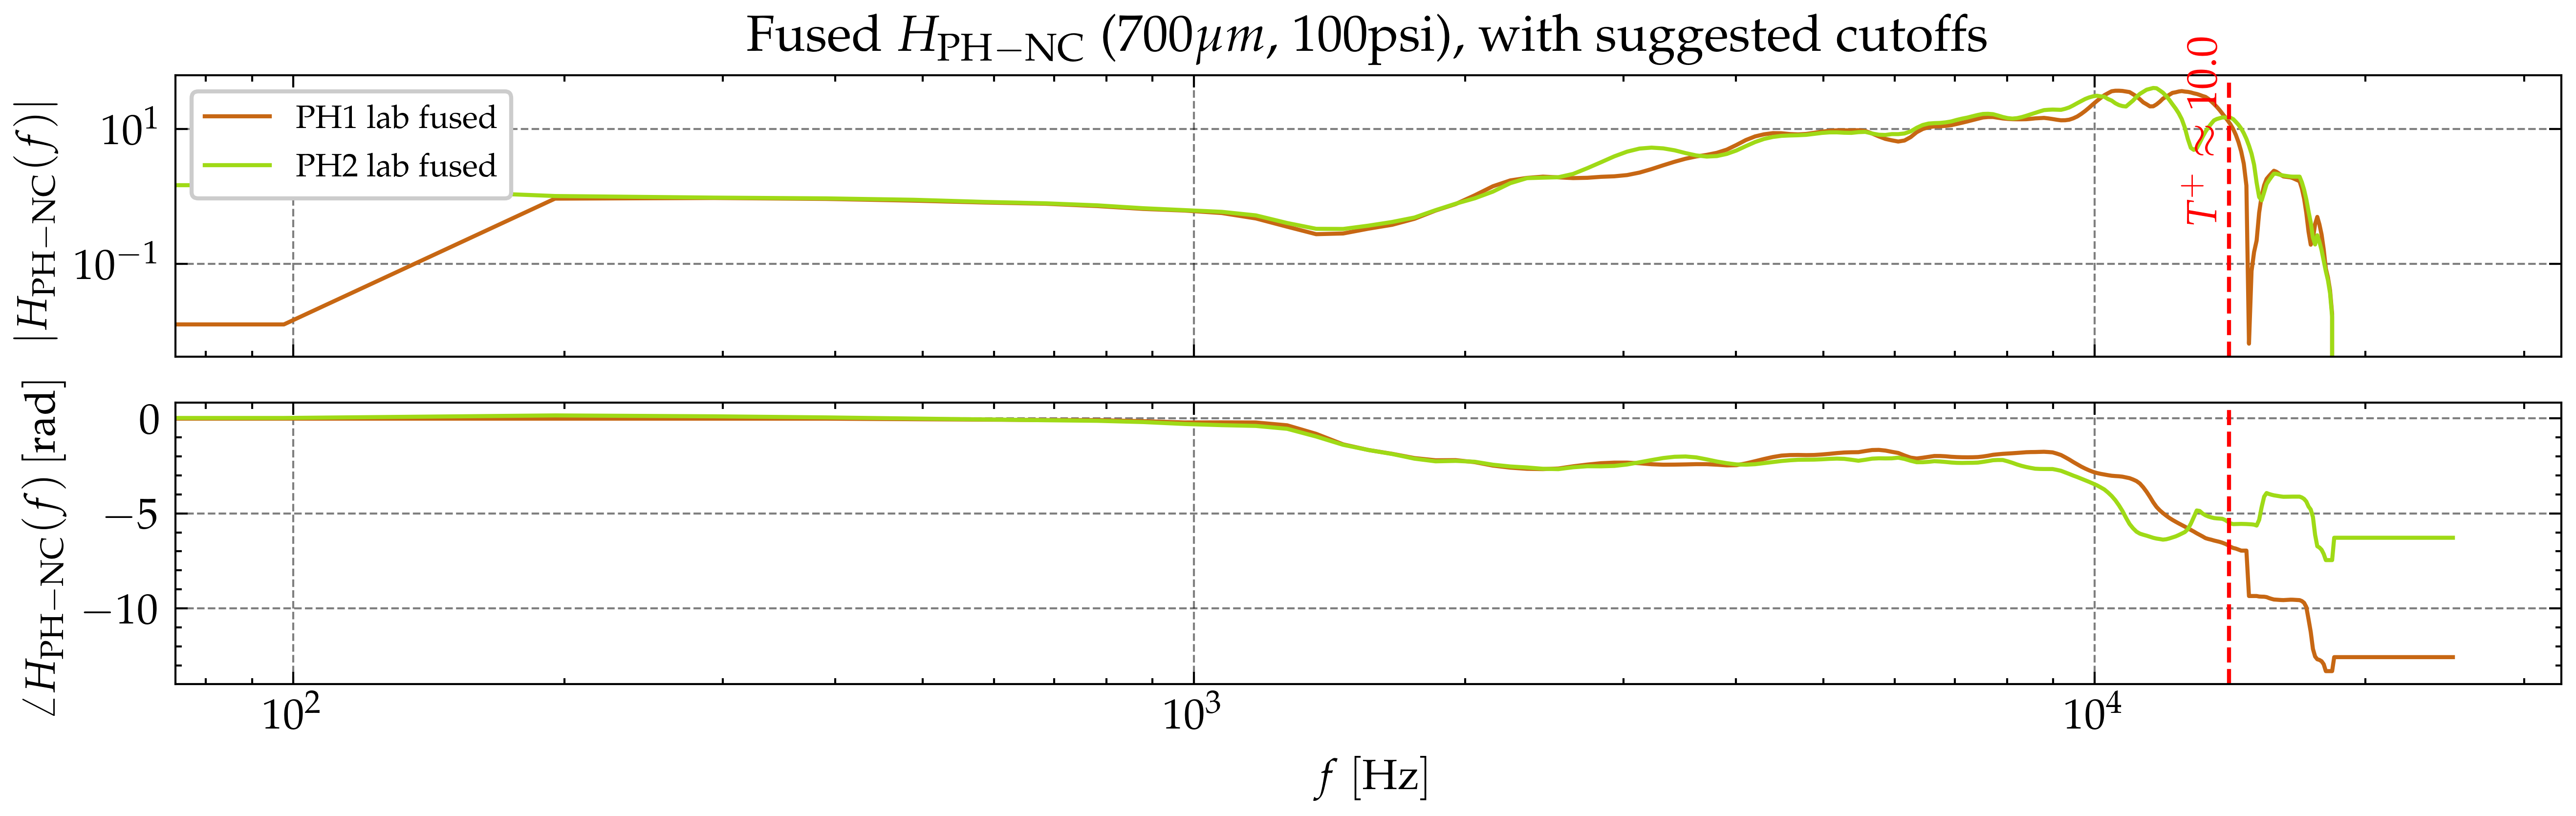 Fused H_PH−NC (700μm, 100psi), with suggested cutoffs
|H_PH−NC(f)|
10^1
10^−1
PH1 lab fused
PH2 lab fused
T^+ ≈ 10.0
∠H_PH−NC(f) [rad]
0
−5
−10
10^2
10^3
10^4
f [Hz]